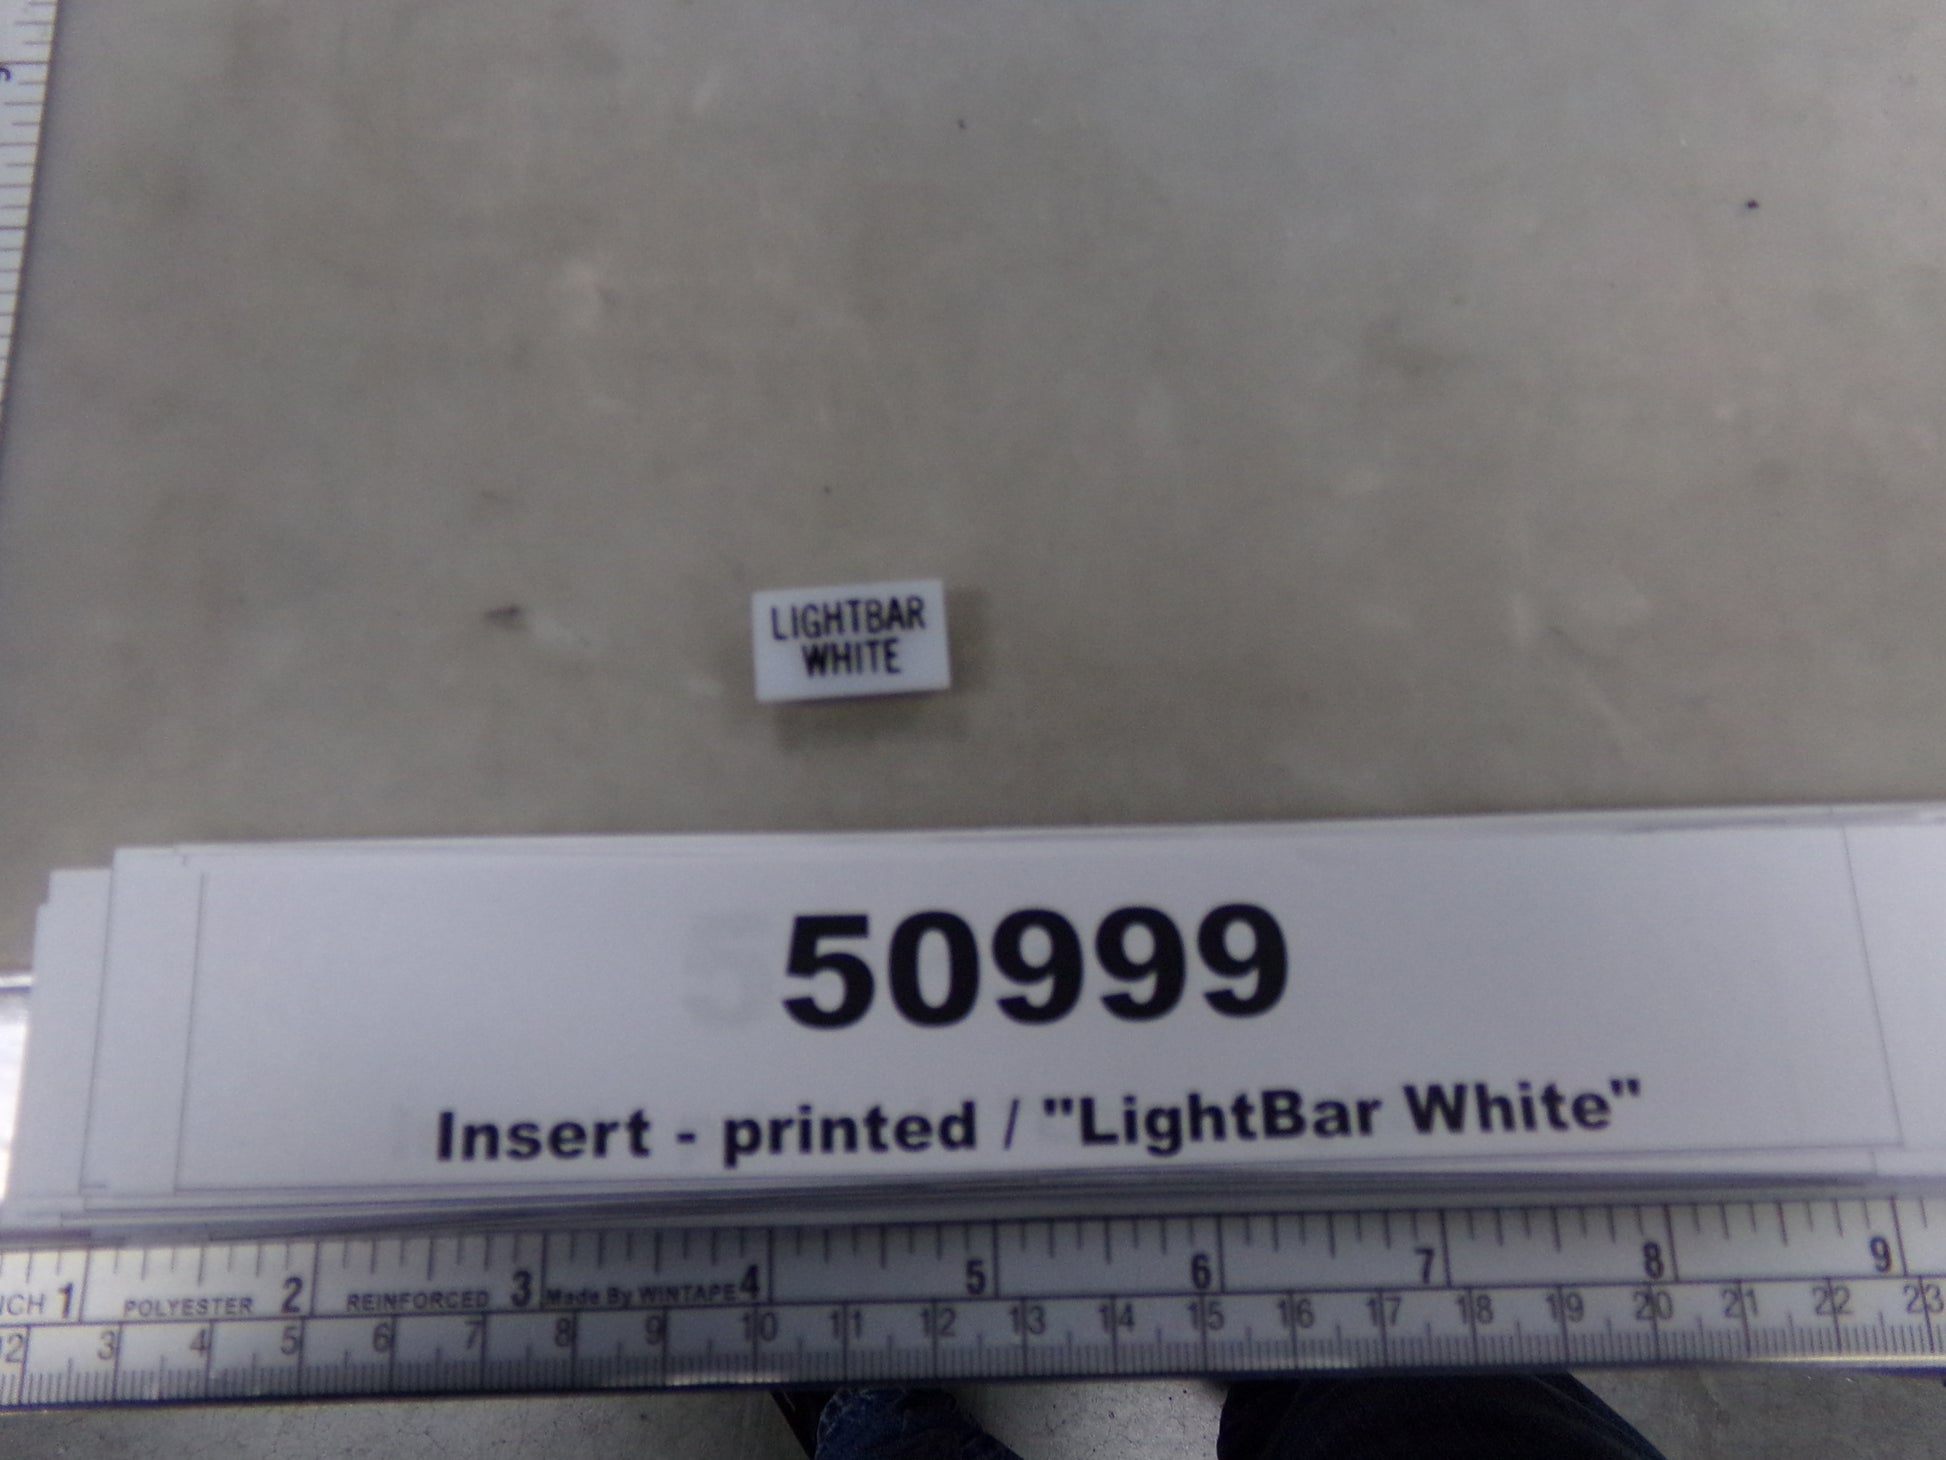 LIGHTBAR
WHITE
50999
Insert - printed / "LightBar White"
1 POLYESTER 2 REINFORCED 3 Made By WINTAPE 4 5 6 7 8 9
2 3 4 5 6 7 8 9 10 11 12 13 14 15 16 17 18 19 20 21 22 23